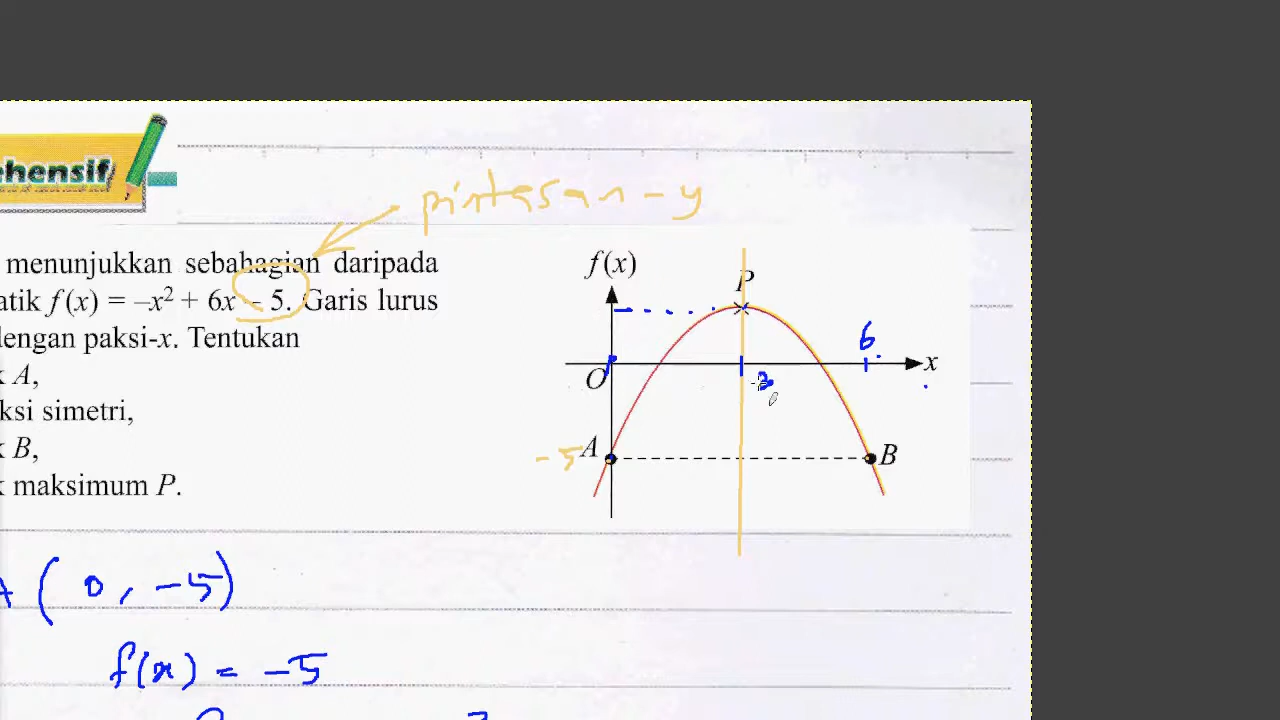 hensif
pintasan-y
menunjukkan sebahagian daripada
atik f(x) = –x² + 6x – 5. Garis lurus
dengan paksi-x. Tentukan
k A,
ksi simetri,
k B,
k maksimum P.
f(x)
P
6
x
O
3
-5
A
B
A ( 0 , -5)
f(x) = -5